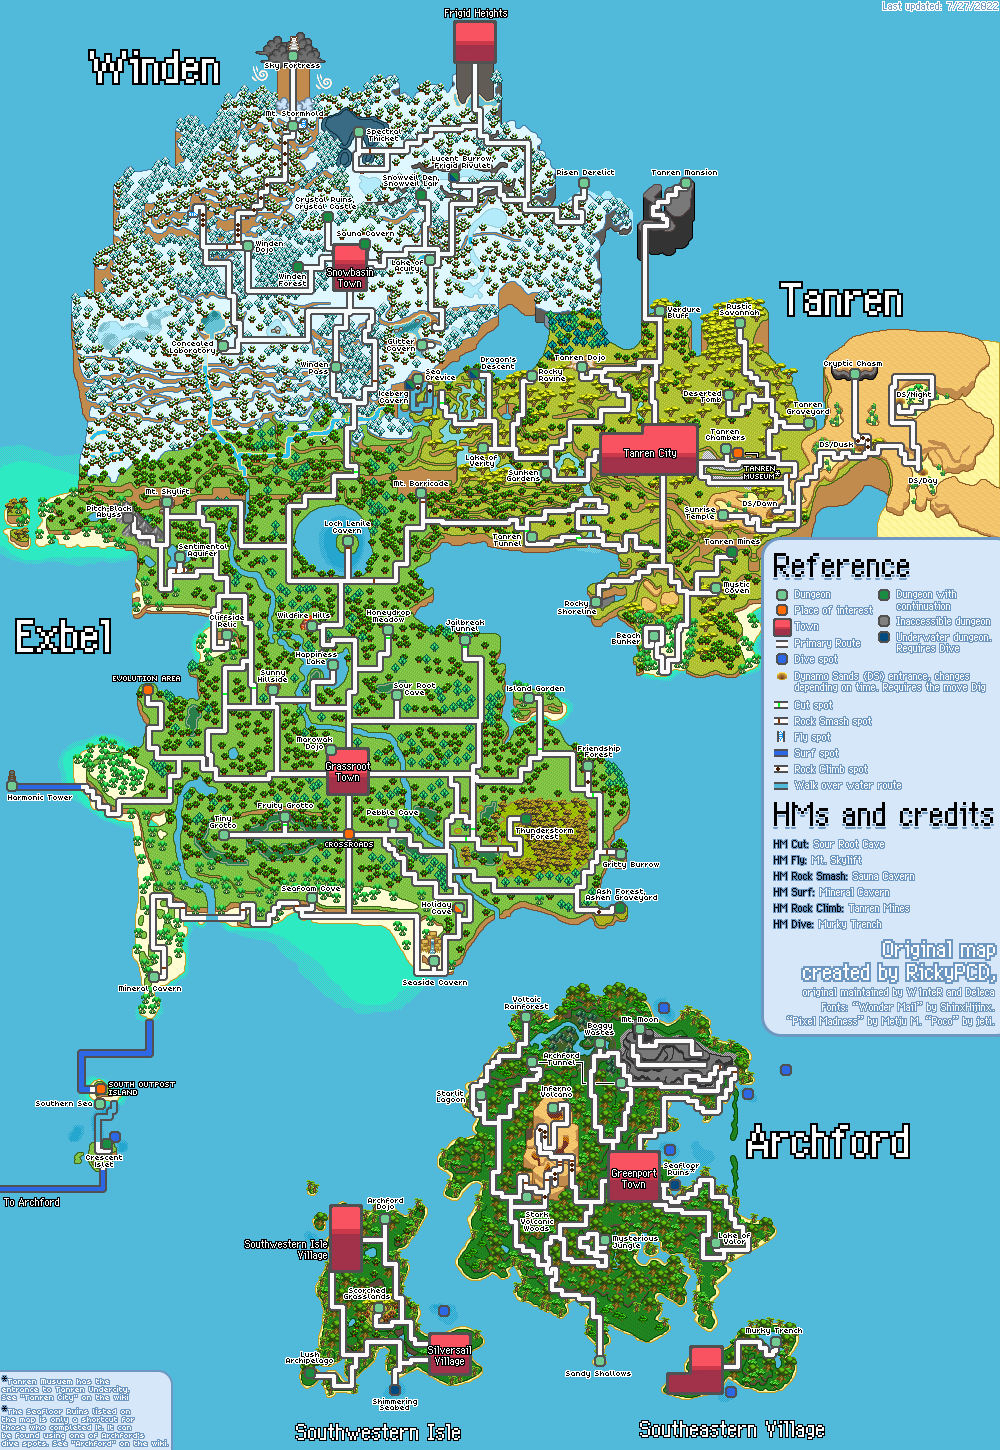 Last updated: 7/27/2022
Frigid Heights
Winden
Sky Fortress
Mt. Stormhold
Spectral
Thicket
Lucent Burrow,
Frigid Rivulet
Snowveil Den,
Snowveil Lair
Risen Derelict
Tanren Mansion
Crystal Ruins,
Crystal Castle
Sauna Cavern
Winden
Dojo
Winden
Forest
Snowbasin
Town
Lake of
Acuity
Tanren
Verdure
Bluff
Rustic
Savannah
Concealed
Laboratory
Glitter
Cavern
Winden
Pass
Sea
Crevice
Iceberg
Cavern
Dragon's
Descent
Rocky
Ravine
Tanren Dojo
Cryptic Chasm
Deserted
Tomb
DS/Night
Tanren
Graveyard
Tanren
Chambers
DS/Dusk
Lake of
Verity
Sunken
Gardens
Tanren City
TANREN
MUSEUM*
DS/Day
Mt. Skylift
Mt. Barricade
Pitch-Black
Abyss
Sunrise
Temple
DS/Dawn
Loch Lenile
Cavern
Tanren
Tunnel
Tanren Mines
Sentimental
Aquifer
Mystic
Coven
Rocky
Shoreline
Exbel
Cliffside
Relic
Wildfire Hills
Honeydrop
Meadow
Jailbreak
Tunnel
Beach
Bunker
Happiness
Lake
EVOLUTION AREA
Sunny
Hillside
Sour Root
Cave
Island Garden
Marowak
Dojo
Friendship
Forest
Grassroot
Town
Harmonic Tower
Fruity Grotto
Pebble Cave
Tiny
Grotto
Thunderstorm
Forest
CROSSROADS
Gritty Burrow
Seafoam Cove
Holiday
Cave
Ash Forest,
Ashen Graveyard
Seaside Cavern
Mineral Cavern
Reference
Dungeon
Place of interest
Town
Primary Route
Dive spot
Dungeon with
continuation
Inaccessible dungeon
Underwater dungeon.
Requires Dive
Dynamo Sands (DS) entrance, changes
depending on time. Requires the move Dig
Cut spot
Rock Smash spot
Fly spot
Surf spot
Rock Climb spot
Walk over water route
HMs and credits
HM Cut: Sour Root Cave
HM Fly: Mt. Skylift
HM Rock Smash: Sauna Cavern
HM Surf: Mineral Cavern
HM Rock Climb: Tanren Mines
HM Dive: Murky Trench
Original map
created by RickyPCD,
original maintained by W1nteR and Deleca
Fonts: "Wonder Mail" by ShinxHijinx.
"Pixel Madness" by Metju M. "Poco" by jeti.
SOUTH OUTPOST
ISLAND
Southern Sea
Crescent
Islet
To Archford
Voltaic
Rainforest
Boggy
Wastes
Mt. Moon
Archford
Tunnel
Starlit
Lagoon
Inferno
Volcano
Archford
Greenport
Town
Seafloor
Ruins*
Stark
Volcanic
Woods
Mysterious
Jungle
Lake of
Valor
Archford
Dojo
Southwestern Isle
Village
Scorched
Grasslands
Lush
Archipelago
Silversail
Village
Shimmering
Seabed
Sandy Shallows
Murky Trench
Southwestern Isle
Southeastern Village
*Tanren Musuem has the
entrance to Tanren Undercity.
See "Tanren City" on the wiki
*The Seafloor Ruins listed on
the map is only a shortcut for
those who completed it. It can
be found using one of Archford's
dive spots. See "Archford" on the wiki.